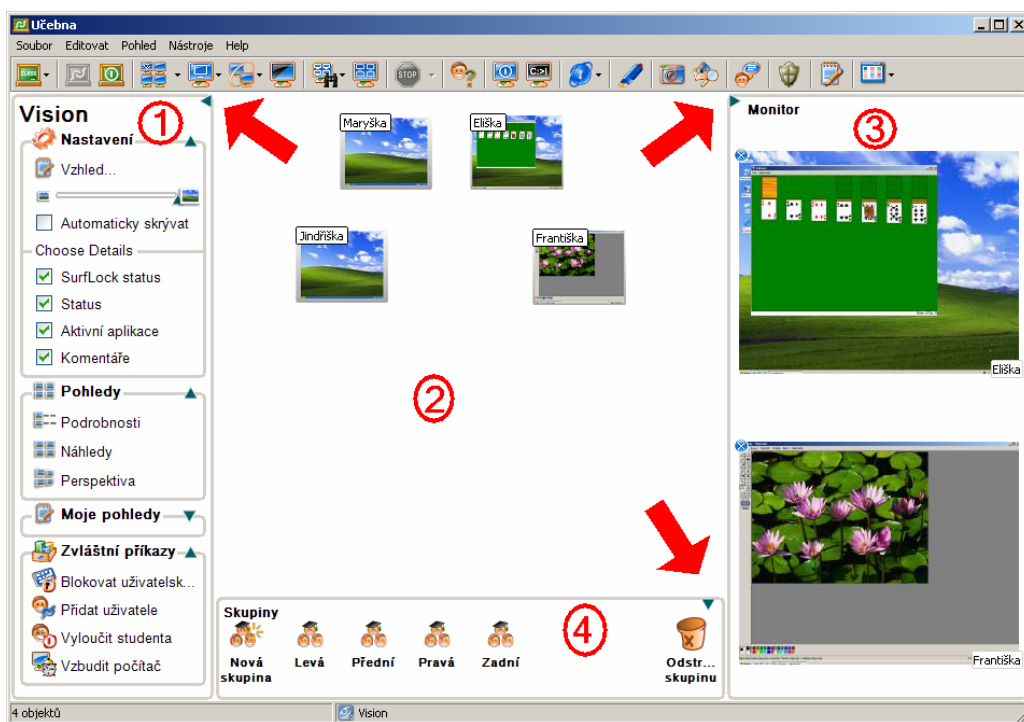 Učebna
Soubor Editovat Pohled Nástroje Help
CLASS STOP
Vision
1
Nastavení
Vzhled...
Automaticky skrývat
Choose Details
SurfLock status
Status
Aktivní aplikace
Komentáře
Pohledy
Podrobnosti
Náhledy
Perspektiva
Moje pohledy
Zvláštní příkazy
Blokovat uživatelsk...
Přidat uživatele
Vyloučit studenta
Vzbudit počítač
Maryška
Eliška
Jindřiška
Františka
2
Skupiny
4
Nová skupina
Levá
Přední
Pravá
Zadní
Odstr... skupinu
Monitor
3
Eliška
Františka
4 objektů
Vision